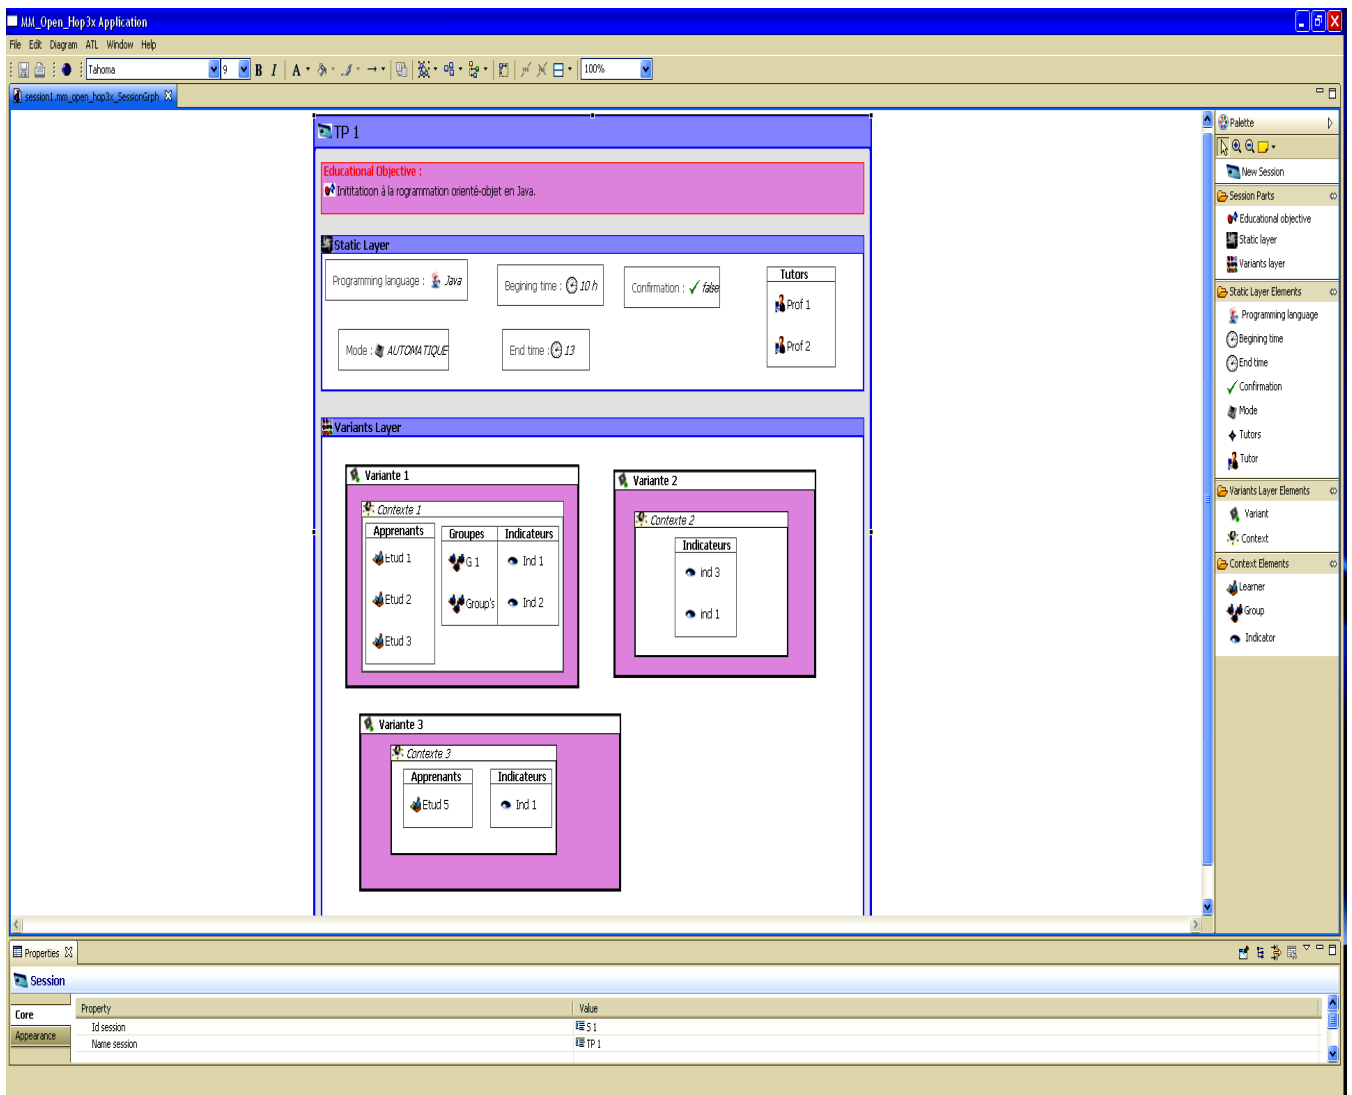 MM_Open_Hop3x Application
File Edit Diagram ATL Window Help
Tahoma 9 B I A 100%
session1.mm_open_hop3x_SessionGrph
TP 1
Educational Objective :
Inititatioon à la rogrammation orienté-objet en Java.
Static Layer
Programming language : Java
Begining time : 10 h
Confirmation : false
Tutors
Prof 1
Prof 2
Mode : AUTOMATIQUE
End time : 13
Variants Layer
Variante 1
Contexte 1
Apprenants Groupes Indicateurs
Etud 1 G 1 Ind 1
Etud 2 Group's Ind 2
Etud 3
Variante 2
Contexte 2
Indicateurs
ind 3
ind 1
Variante 3
Contexte 3
Apprenants Indicateurs
Etud 5 Ind 1
Palette
New Session
Session Parts
Educational objective
Static layer
Variants layer
Static Layer Elements
Programming language
Begining time
End time
Confirmation
Mode
Tutors
Tutor
Variants Layer Elements
Variant
Context
Context Elements
Learner
Group
Indicator
Properties
Session
Core
Appearance
Property Value
Id session S 1
Name session TP 1